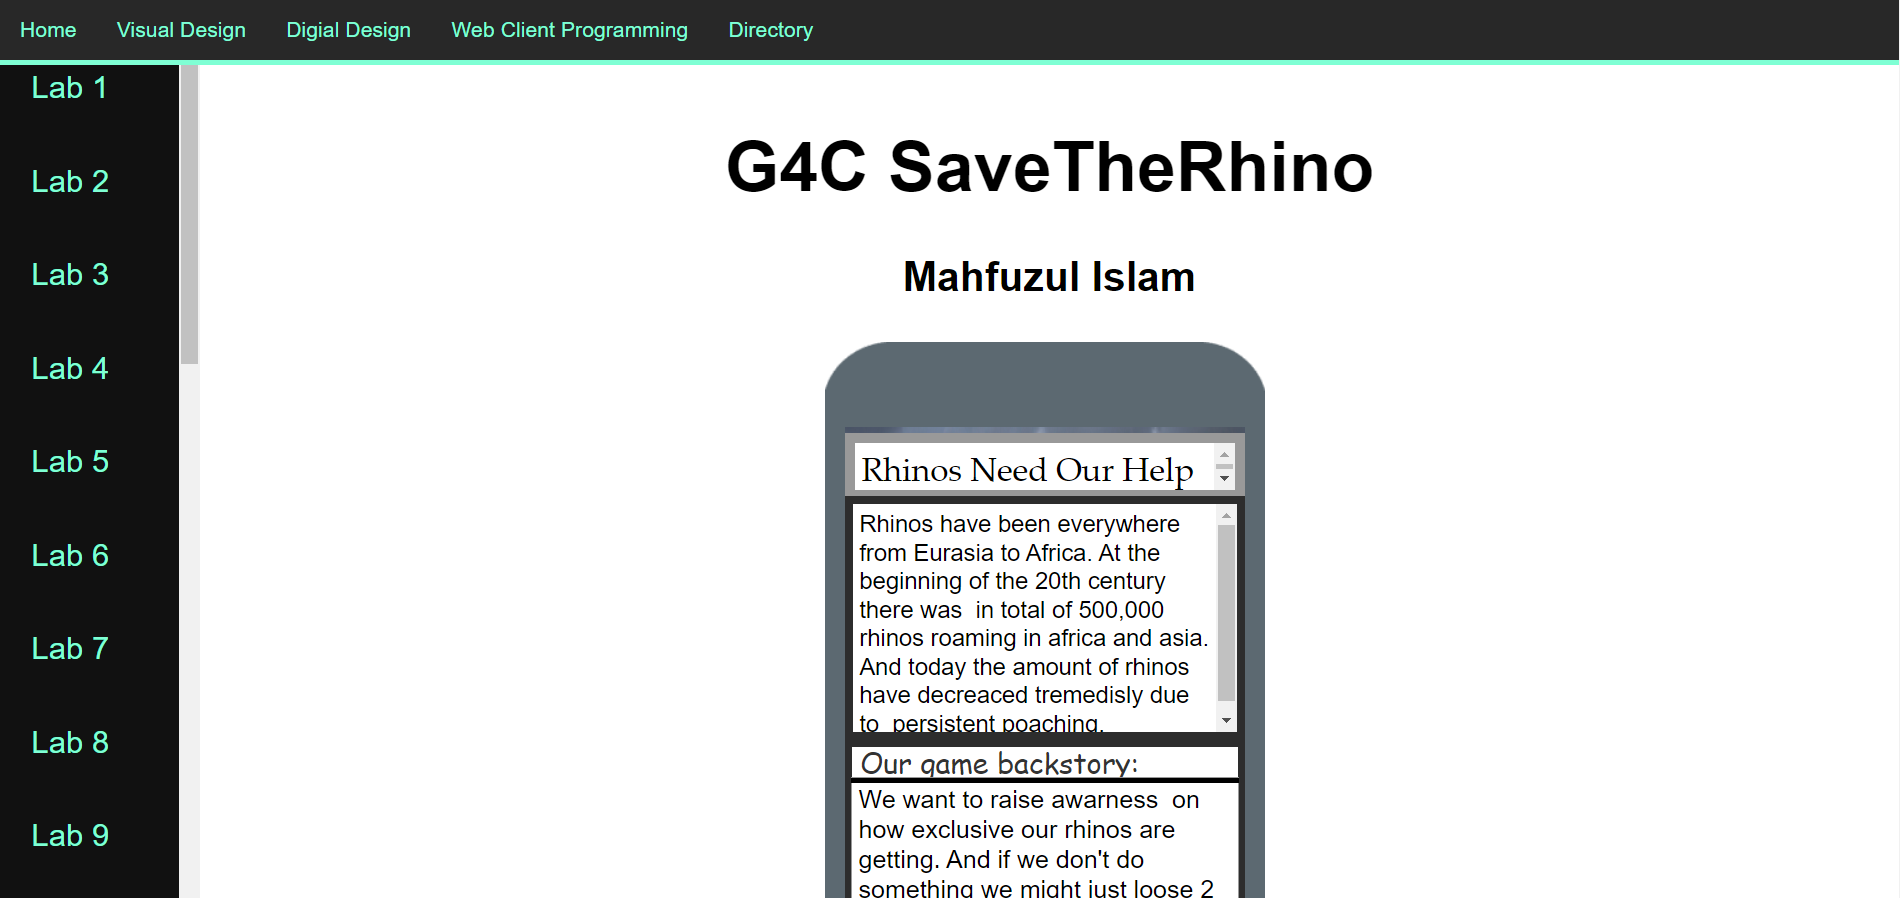 Home Visual Design Digial Design Web Client Programming Directory
Lab 1
Lab 2
Lab 3
Lab 4
Lab 5
Lab 6
Lab 7
Lab 8
Lab 9
G4C SaveTheRhino
Mahfuzul Islam
Rhinos Need Our Help
Rhinos have been everywhere
from Eurasia to Africa. At the
beginning of the 20th century
there was  in total of 500,000
rhinos roaming in africa and asia.
And today the amount of rhinos
have decreaced tremedisly due
to  persistent poaching.
Our game backstory:
We want to raise awarness  on
how exclusive our rhinos are
getting. And if we don't do
something we might just loose 2